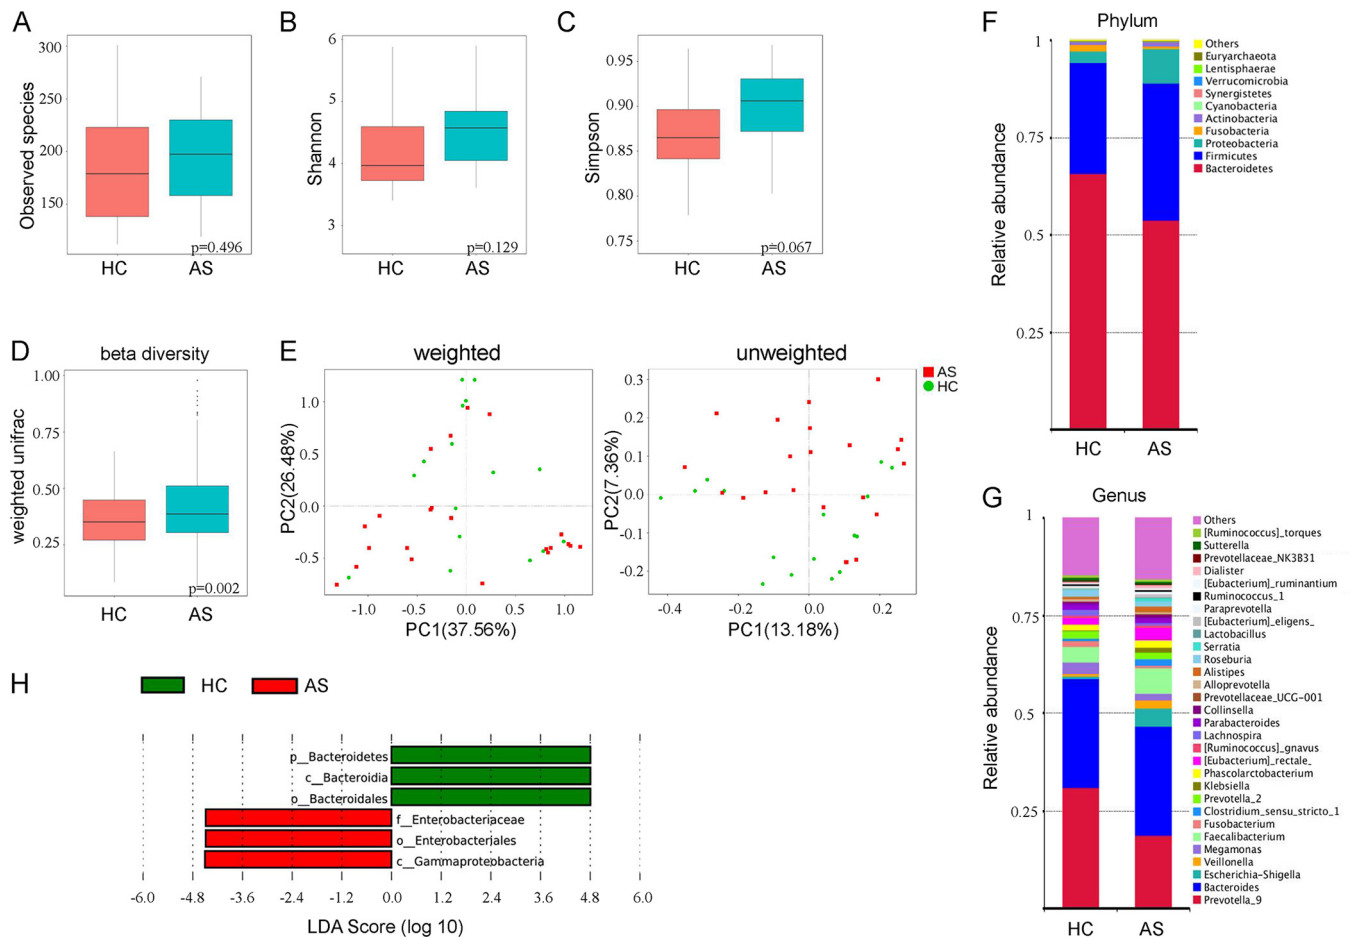 A
Observed species
300
250
200
150
p=0.496
HC
AS
B
Shannon
6
5
4
3
p=0.129
HC
AS
C
Simpson
0.95
0.90
0.85
0.80
0.75
p=0.067
HC
AS
D
beta diversity
weighted unifrac
1.00
0.75
0.50
0.25
p=0.002
HC
AS
E
weighted
PC2(26.48%)
1.0
0.5
0.0
-0.5
-1.0
-0.5
0.0
0.5
1.0
PC1(37.56%)
unweighted
PC2(7.36%)
0.3
0.2
0.1
0.0
-0.1
-0.2
-0.4
-0.2
0.0
0.2
PC1(13.18%)
AS
HC
F
Phylum
Relative abundance
1
0.75
0.5
0.25
HC
AS
Others
Euryarchaeota
Lentisphaerae
Verrucomicrobia
Synergistetes
Cyanobacteria
Actinobacteria
Fusobacteria
Proteobacteria
Firmicutes
Bacteroidetes
G
Genus
Relative abundance
1
0.75
0.5
0.25
HC
AS
Others
[Ruminococcus]_torques
Sutterella
Prevotellaceae_NK3B31
Dialister
[Eubacterium]_ruminantium
Ruminococcus_1
Paraprevotella
[Eubacterium]_eligens_
Lactobacillus
Serratia
Roseburia
Alistipes
Alloprevotella
Prevotellaceae_UCG-001
Collinsella
Parabacteroides
Lachnospira
[Ruminococcus]_gnavus
[Eubacterium]_rectale_
Phascolarctobacterium
Klebsiella
Prevotella_2
Clostridium_sensu_stricto_1
Fusobacterium
Faecalibacterium
Megamonas
Veillonella
Escherichia-Shigella
Bacteroides
Prevotella_9
H
HC
AS
p__Bacteroidetes
c__Bacteroidia
o__Bacteroidales
f__Enterobacteriaceae
o__Enterobacteriales
c__Gammaproteobacteria
-6.0
-4.8
-3.6
-2.4
-1.2
0.0
1.2
2.4
3.6
4.8
6.0
LDA Score (log 10)